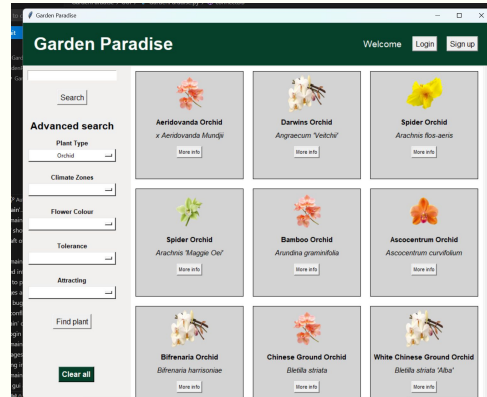 Garden Paradise
Garden Paradise
Welcome
Login
Sign up
Search
Advanced search
Plant Type
Orchid
Climate Zones
Flower Colour
Tolerance
Attracting
Find plant
Clear all
Aeridovanda Orchid
x Aeridovanda Mundyi
More info
Darwins Orchid
Angraecum 'Veitchii'
More info
Spider Orchid
Arachnis flos-aeris
More info
Spider Orchid
Arachnis 'Maggie Oei'
More info
Bamboo Orchid
Arundina graminifolia
More info
Ascocentrum Orchid
Ascocentrum curvifolium
More info
Bifrenaria Orchid
Bifrenaria harrisoniae
More info
Chinese Ground Orchid
Bletilla striata
More info
White Chinese Ground Orchid
Bletilla striata 'Alba'
More info